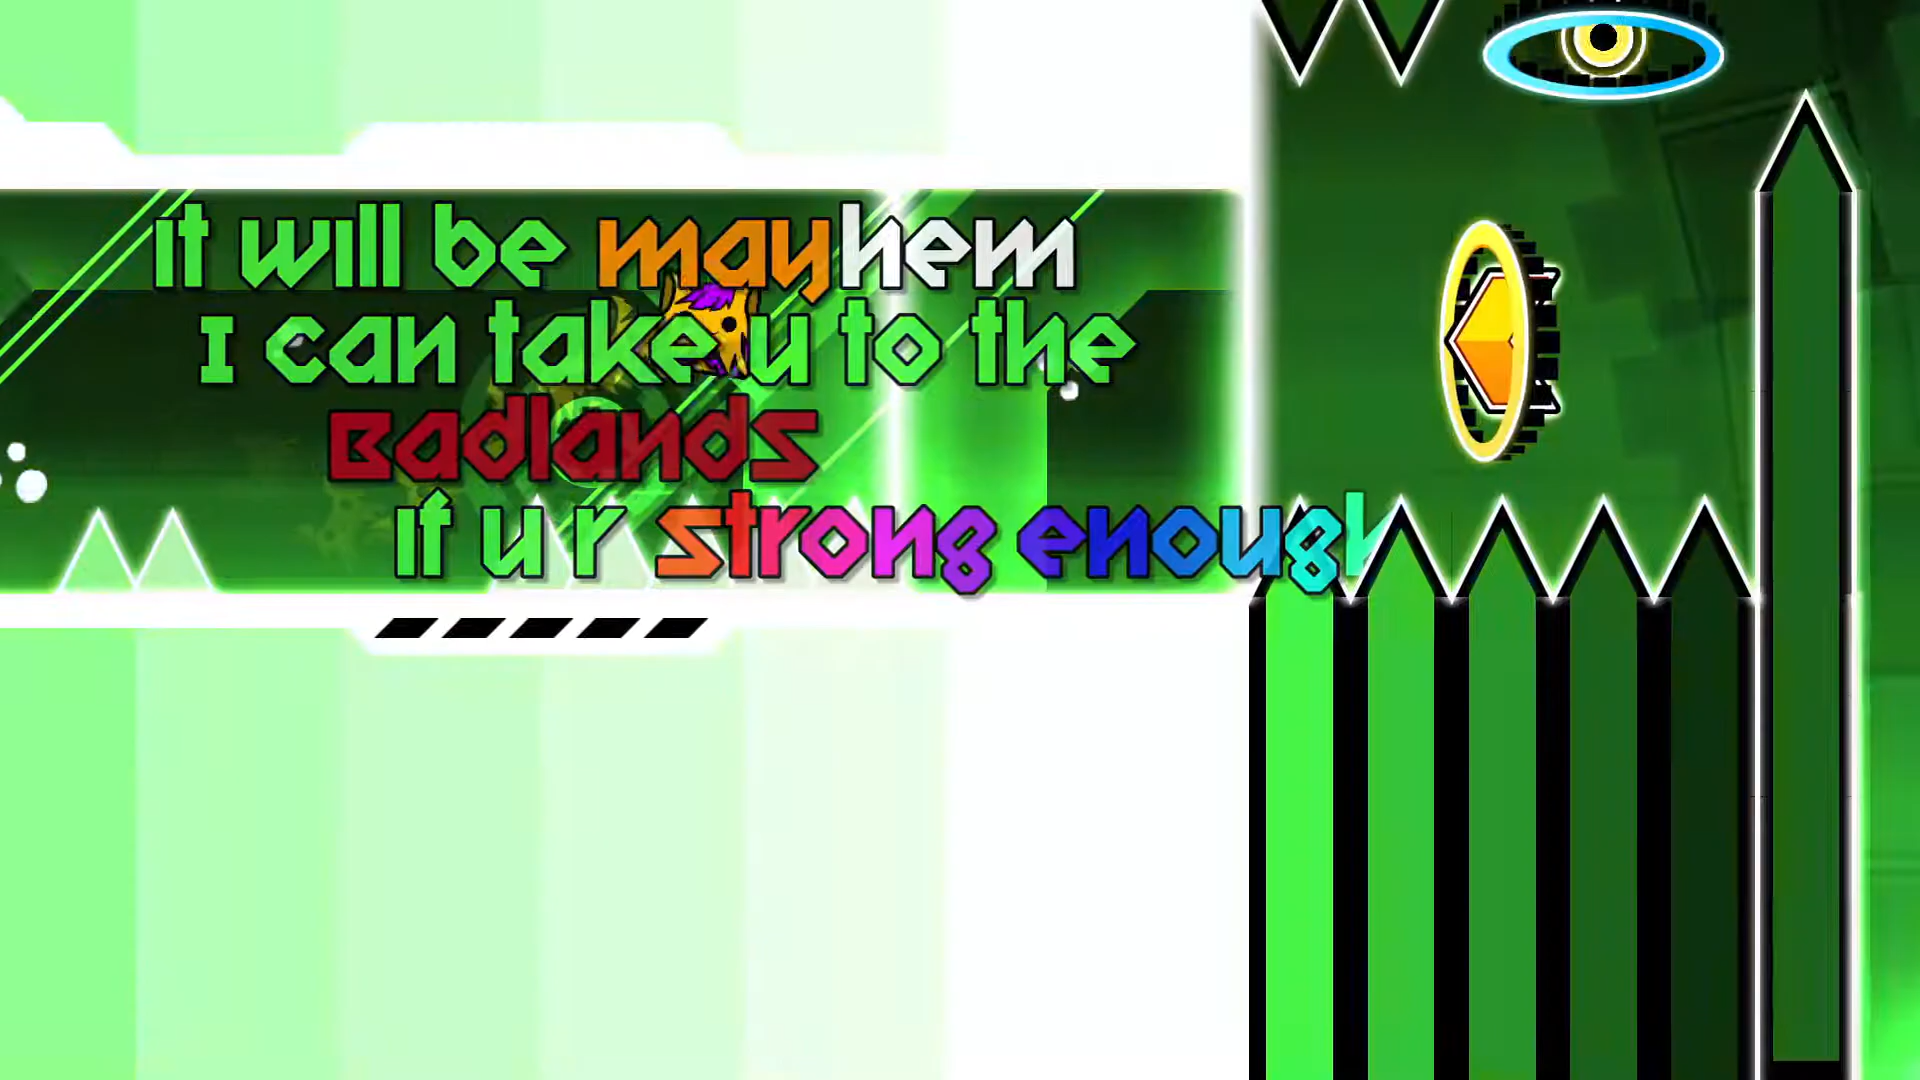 it will be mayhem
I can take u to the
Badlands
If u r strong enough